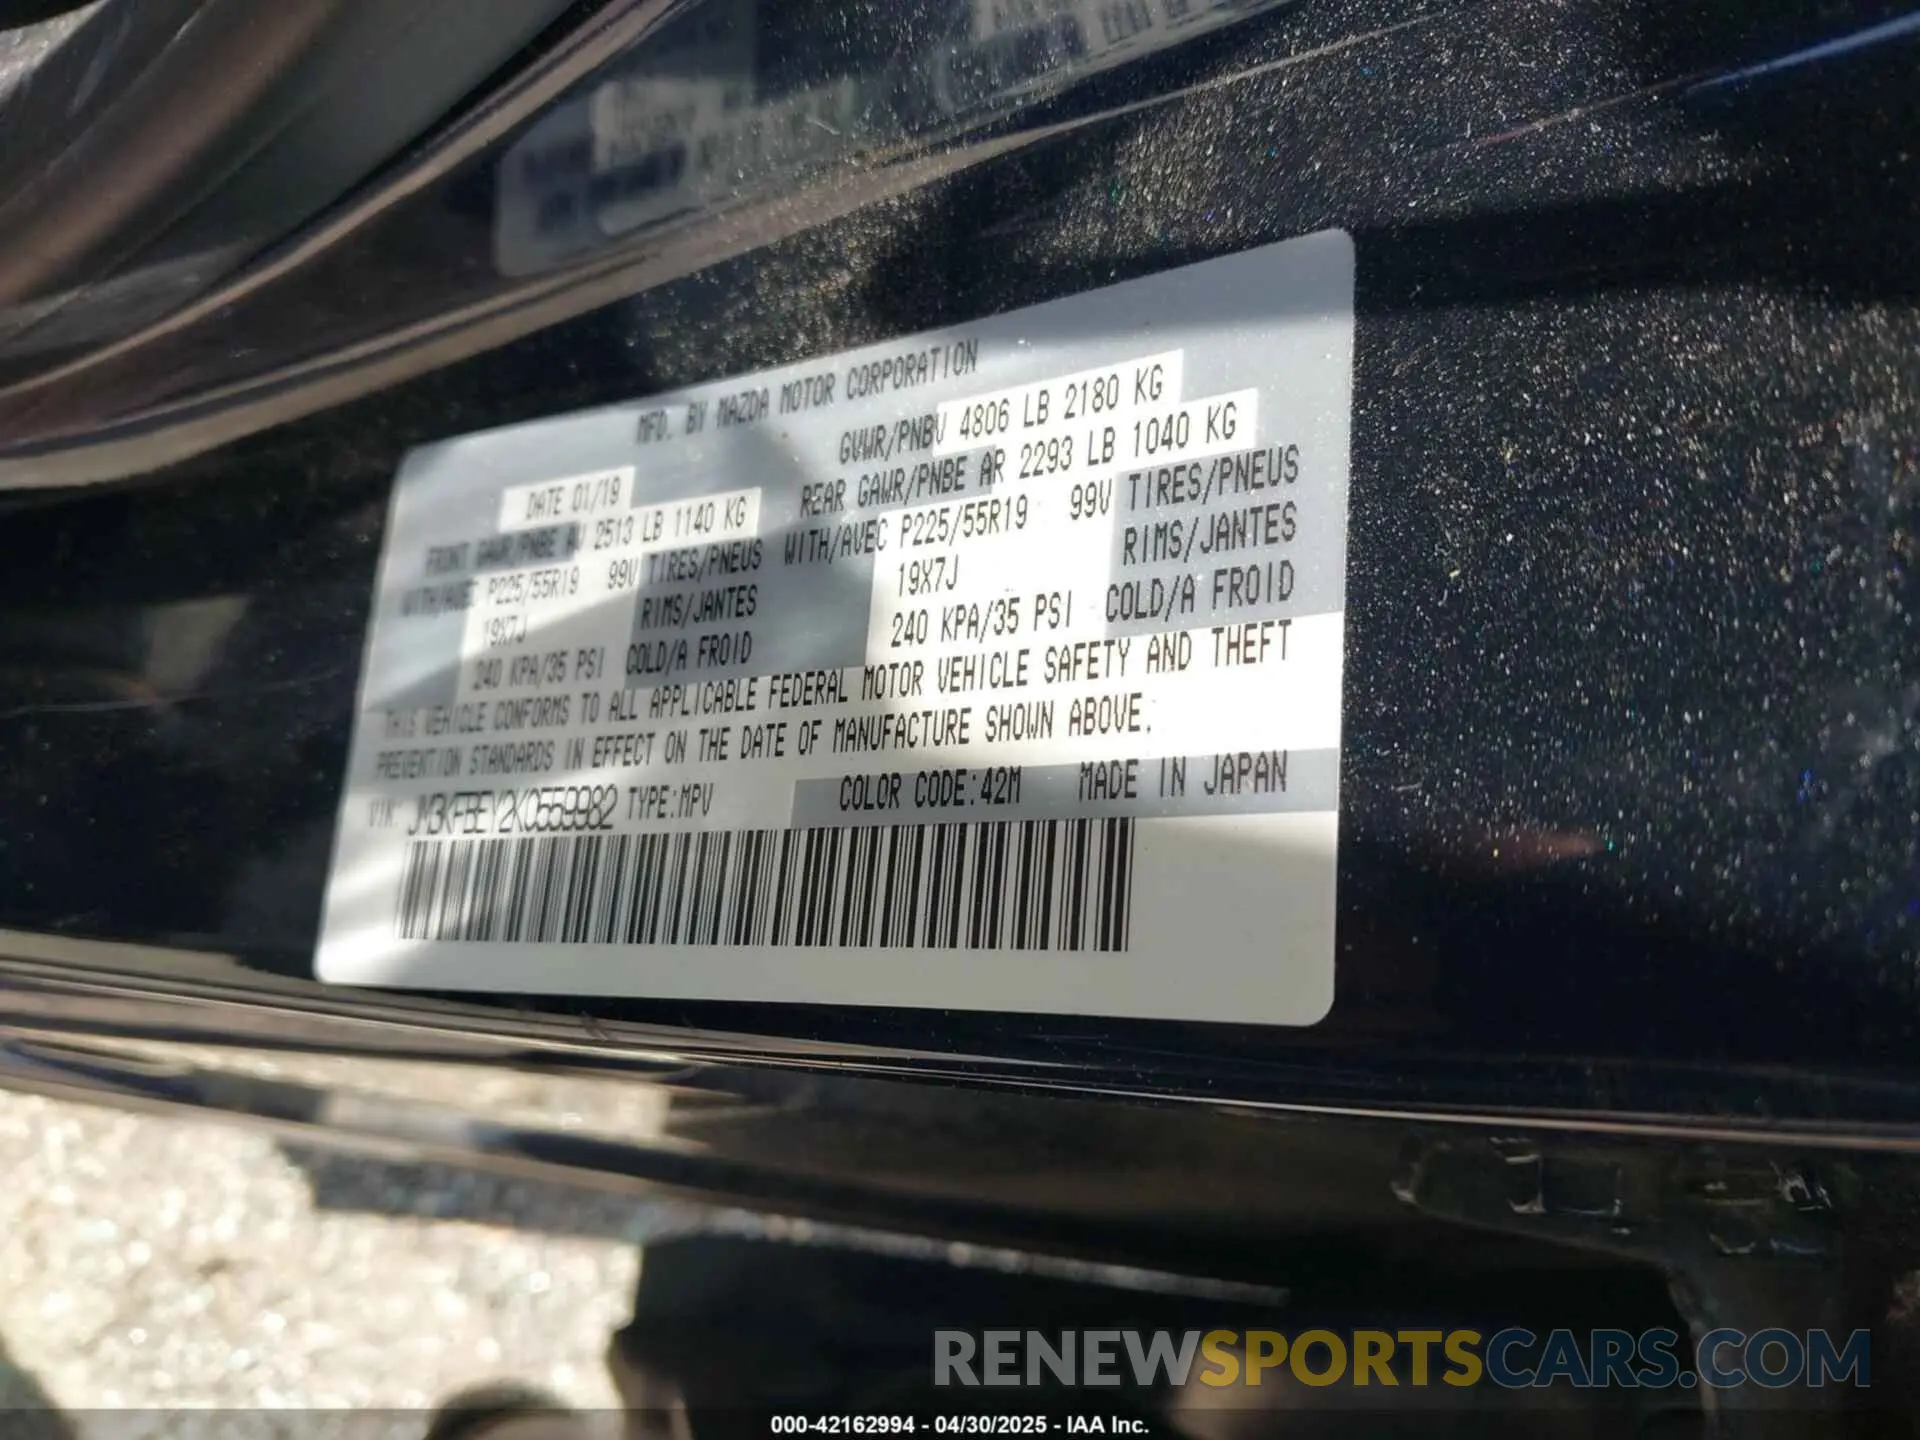 MFD. BY MAZDA MOTOR CORPORATION
DATE 01/19 GVWR/PNBV 4806 LB 2180 KG
FRONT GAWR/PNBE AV 2513 LB 1140 KG REAR GAWR/PNBE AR 2293 LB 1040 KG
WITH/AVEC P225/55R19 99V TIRES/PNEUS WITH/AVEC P225/55R19 99V TIRES/PNEUS
19X7J RIMS/JANTES 19X7J RIMS/JANTES
240 KPA/35 PSI COLD/A FROID 240 KPA/35 PSI COLD/A FROID
THIS VEHICLE CONFORMS TO ALL APPLICABLE FEDERAL MOTOR VEHICLE SAFETY AND THEFT
PREVENTION STANDARDS IN EFFECT ON THE DATE OF MANUFACTURE SHOWN ABOVE.
VIN: JM3KFBEY2K0559982 TYPE:MPV COLOR CODE:42M MADE IN JAPAN
RENEWSPORTSCARS.COM
000-42162994 - 04/30/2025 - IAA Inc.